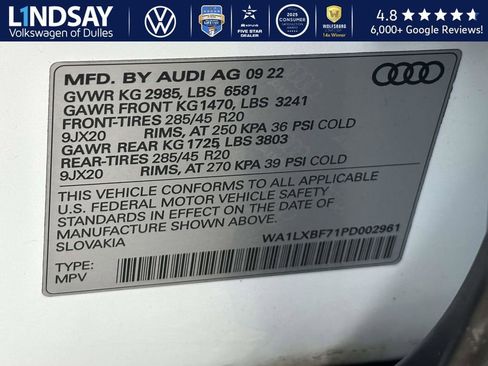 LINDSAY
Volkswagen of Dulles
4.8
6,000+ Google Reviews!
MFD. BY AUDI AG 09 22
GVWR KG 2985, LBS 6581
GAWR FRONT KG1470, LBS 3241
FRONT-TIRES 285/45 R20
9JX20 RIMS, AT 250 KPA 36 PSI COLD
GAWR REAR KG 1725, LBS 3803
REAR-TIRES 285/45 R20
9JX20 RIMS, AT 270 KPA 39 PSI COLD
THIS VEHICLE CONFORMS TO ALL APPLICABLE
U.S. FEDERAL MOTOR VEHICLE SAFETY
STANDARDS IN EFFECT ON THE DATE OF
MANUFACTURE SHOWN ABOVE.
SLOVAKIA
WA1LXBF71PD002961
TYPE:
MPV